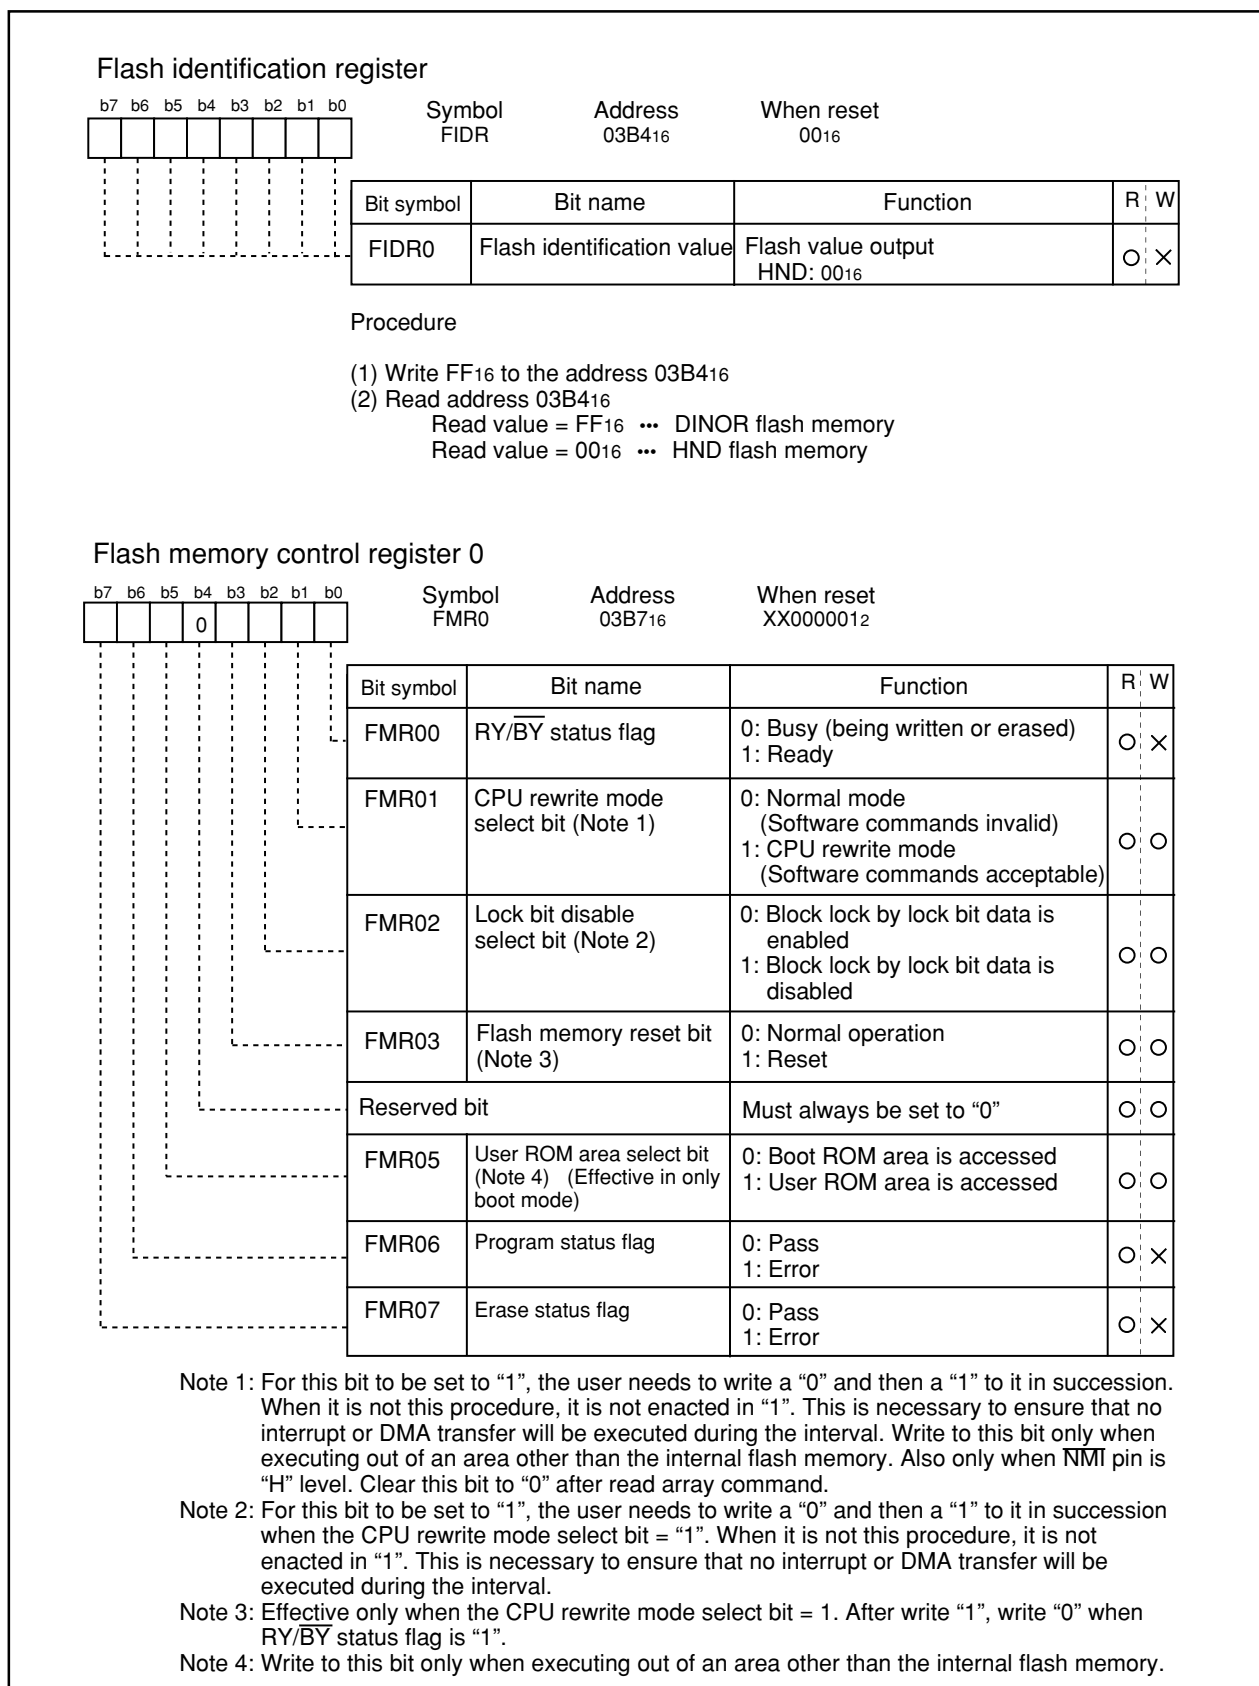 Flash identification register
b7 b6 b5 b4 b3 b2 b1 b0
Symbol Address When reset
FIDR 03B416 0016
Bit symbol Bit name Function R W
FIDR0 Flash identification value Flash value output
HND: 0016
Procedure
(1) Write FF16 to the address 03B416
(2) Read address 03B416
Read value = FF16 ••• DINOR flash memory
Read value = 0016 ••• HND flash memory
Flash memory control register 0
b7 b6 b5 b4 b3 b2 b1 b0
0
Symbol Address When reset
FMR0 03B716 XX0000012
Bit symbol Bit name Function R W
FMR00 RY/BY status flag 0: Busy (being written or erased)
1: Ready
FMR01 CPU rewrite mode 0: Normal mode
select bit (Note 1) (Software commands invalid)
1: CPU rewrite mode
(Software commands acceptable)
FMR02 Lock bit disable 0: Block lock by lock bit data is
select bit (Note 2) enabled
1: Block lock by lock bit data is
disabled
FMR03 Flash memory reset bit 0: Normal operation
(Note 3) 1: Reset
Reserved bit Must always be set to “0”
FMR05 User ROM area select bit 0: Boot ROM area is accessed
(Note 4) (Effective in only 1: User ROM area is accessed
boot mode)
FMR06 Program status flag 0: Pass
1: Error
FMR07 Erase status flag 0: Pass
1: Error
Note 1: For this bit to be set to “1”, the user needs to write a “0” and then a “1” to it in succession.
When it is not this procedure, it is not enacted in “1”. This is necessary to ensure that no
interrupt or DMA transfer will be executed during the interval. Write to this bit only when
executing out of an area other than the internal flash memory. Also only when NMI pin is
“H” level. Clear this bit to “0” after read array command.
Note 2: For this bit to be set to “1”, the user needs to write a “0” and then a “1” to it in succession
when the CPU rewrite mode select bit = “1”. When it is not this procedure, it is not
enacted in “1”. This is necessary to ensure that no interrupt or DMA transfer will be
executed during the interval.
Note 3: Effective only when the CPU rewrite mode select bit = 1. After write “1”, write “0” when
RY/BY status flag is “1”.
Note 4: Write to this bit only when executing out of an area other than the internal flash memory.